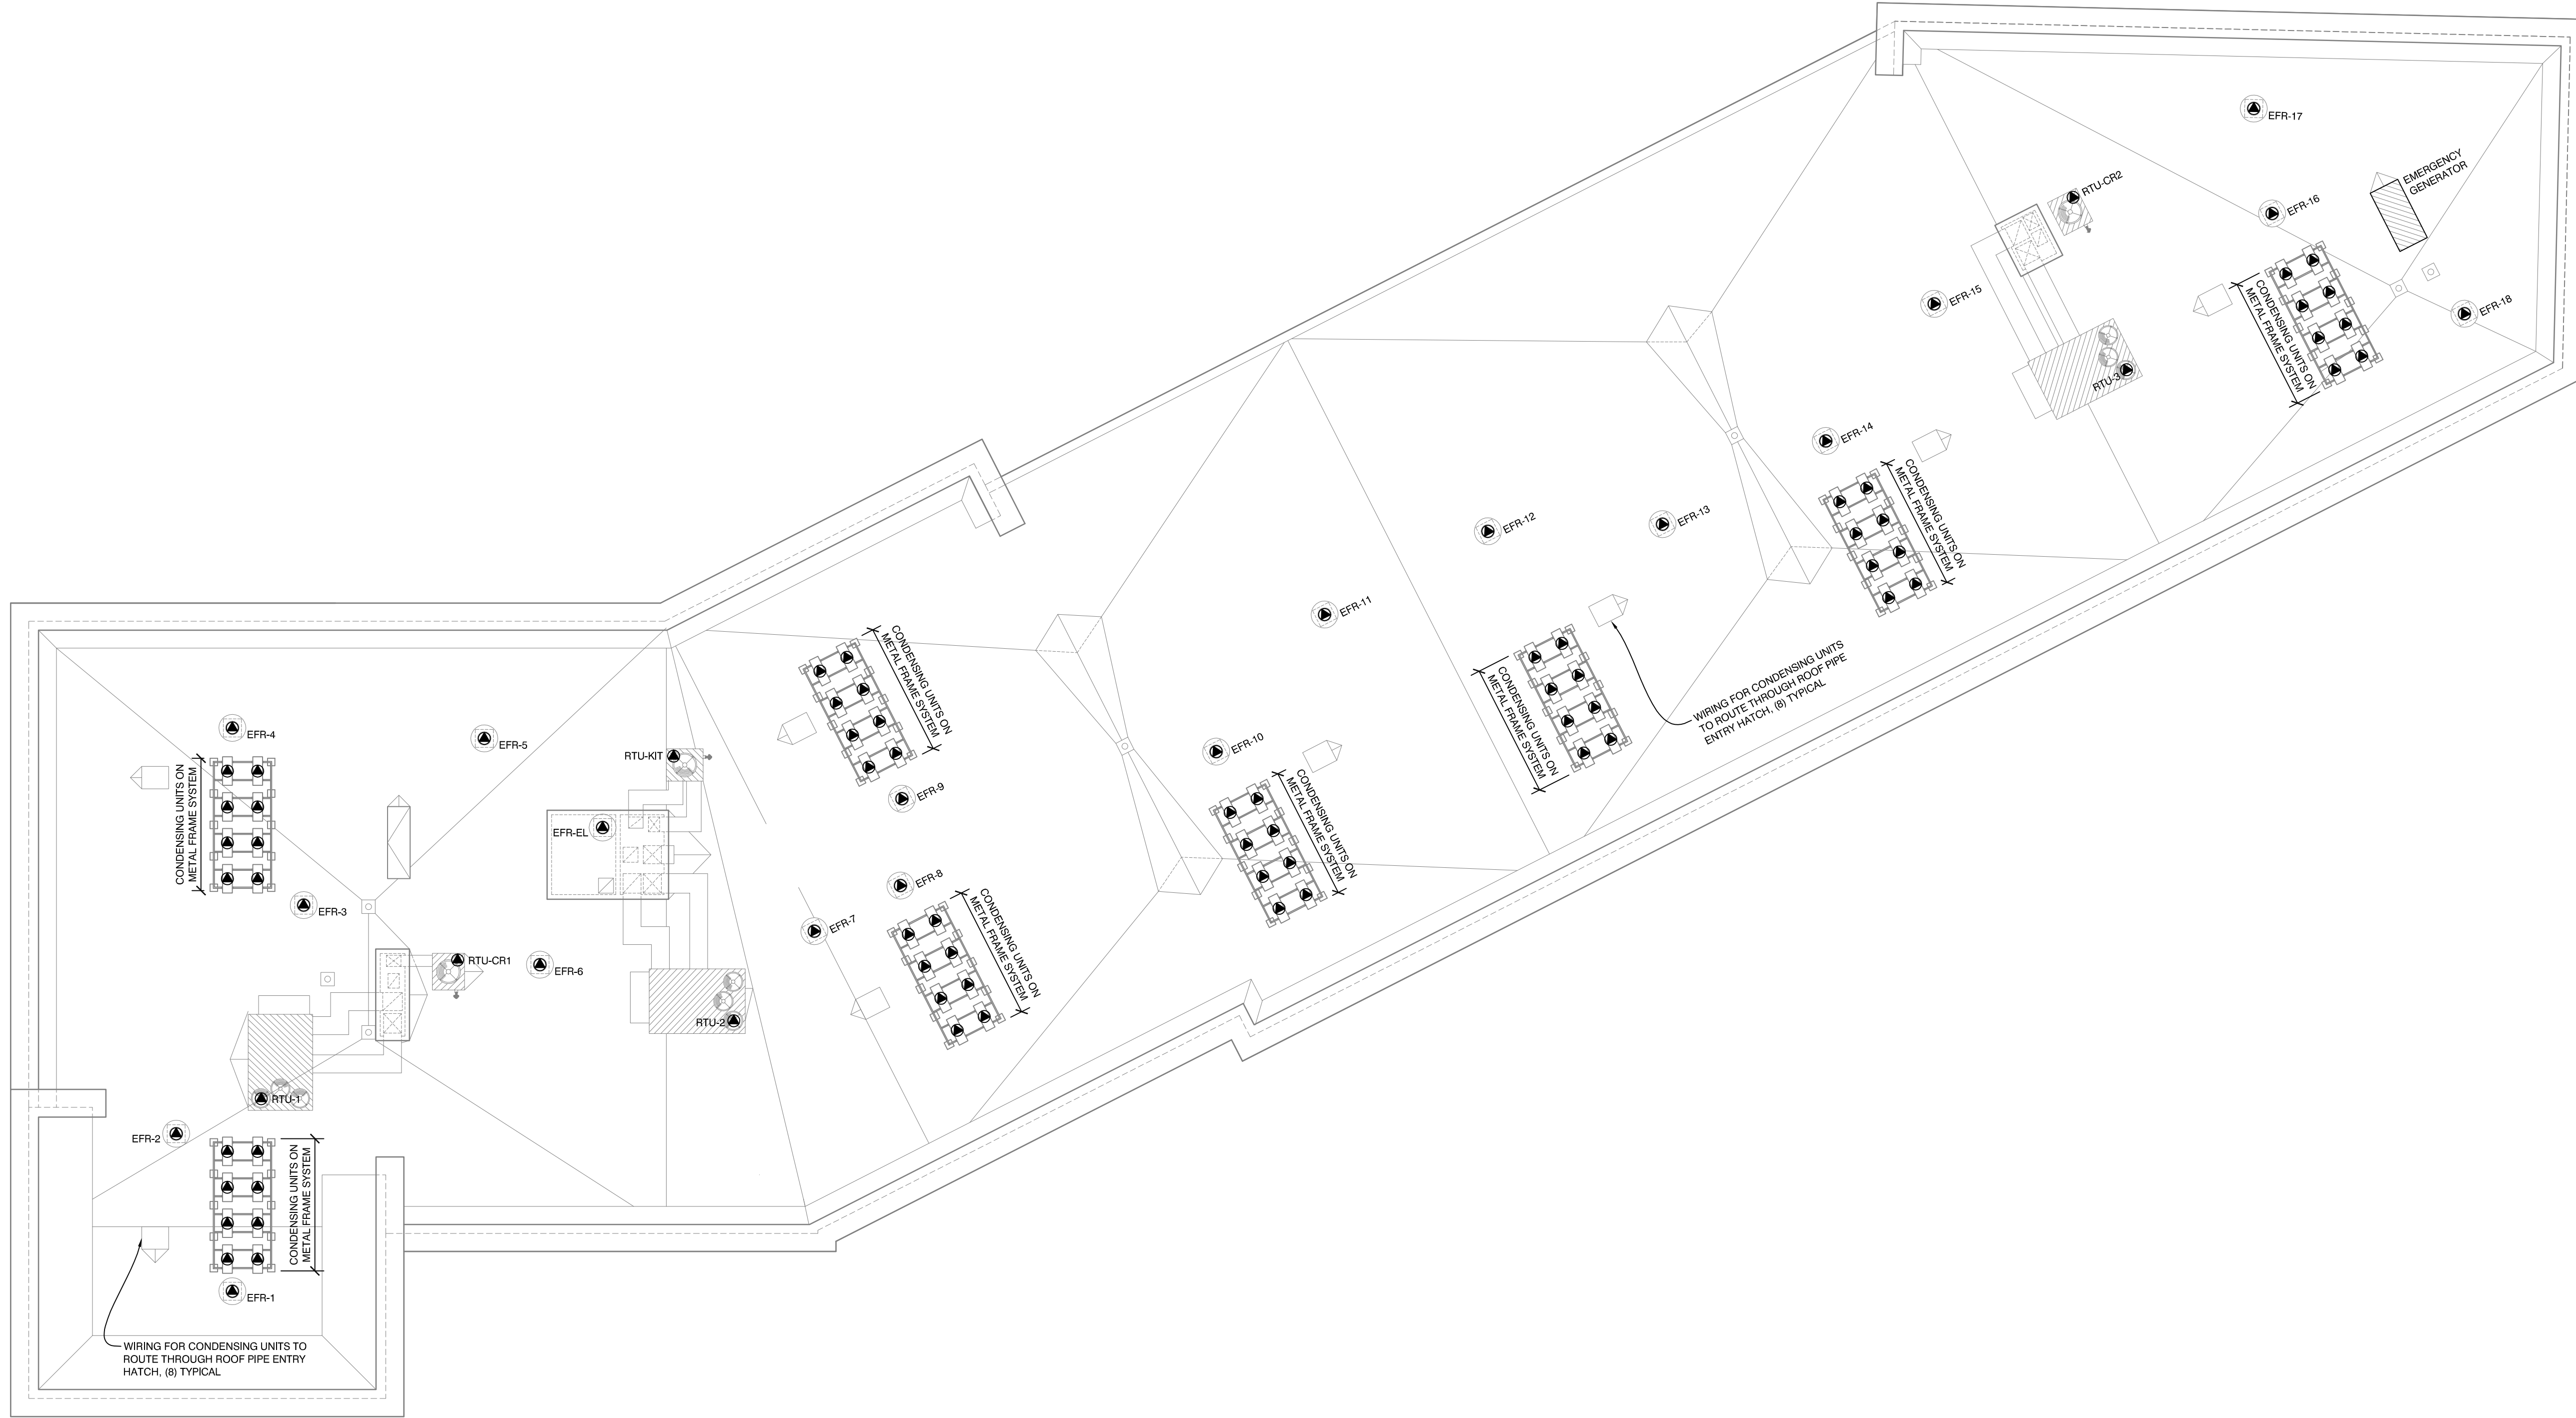 EFR-17
EMERGENCY
GENERATOR
RTU-CR2
EFR-16
EFR-15
EFR-18
CONDENSING UNITS ON
METAL FRAME SYSTEM
RTU-3
EFR-14
CONDENSING UNITS ON
METAL FRAME SYSTEM
EFR-12
EFR-13
EFR-11
CONDENSING UNITS ON
METAL FRAME SYSTEM
WIRING FOR CONDENSING UNITS
TO ROUTE THROUGH ROOF PIPE
ENTRY HATCH, (8) TYPICAL
CONDENSING UNITS ON
METAL FRAME SYSTEM
EFR-10
CONDENSING UNITS ON
METAL FRAME SYSTEM
EFR-9
EFR-4
EFR-5
RTU-KIT
CONDENSING UNITS ON
METAL FRAME SYSTEM
EFR-EL
EFR-8
EFR-3
EFR-7
CONDENSING UNITS ON
METAL FRAME SYSTEM
RTU-CR1
EFR-6
RTU-2
RTU-1
EFR-2
CONDENSING UNITS ON
METAL FRAME SYSTEM
EFR-1
WIRING FOR CONDENSING UNITS TO
ROUTE THROUGH ROOF PIPE ENTRY
HATCH, (8) TYPICAL